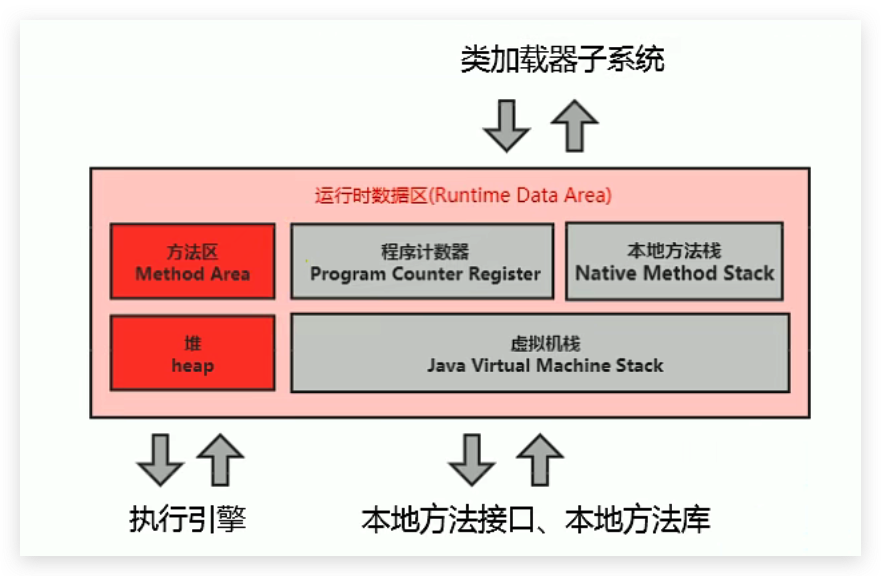 类加载器子系统
运行时数据区(Runtime Data Area)
方法区
Method Area
程序计数器
Program Counter Register
本地方法栈
Native Method Stack
堆
heap
虚拟机栈
Java Virtual Machine Stack
执行引擎
本地方法接口、本地方法库